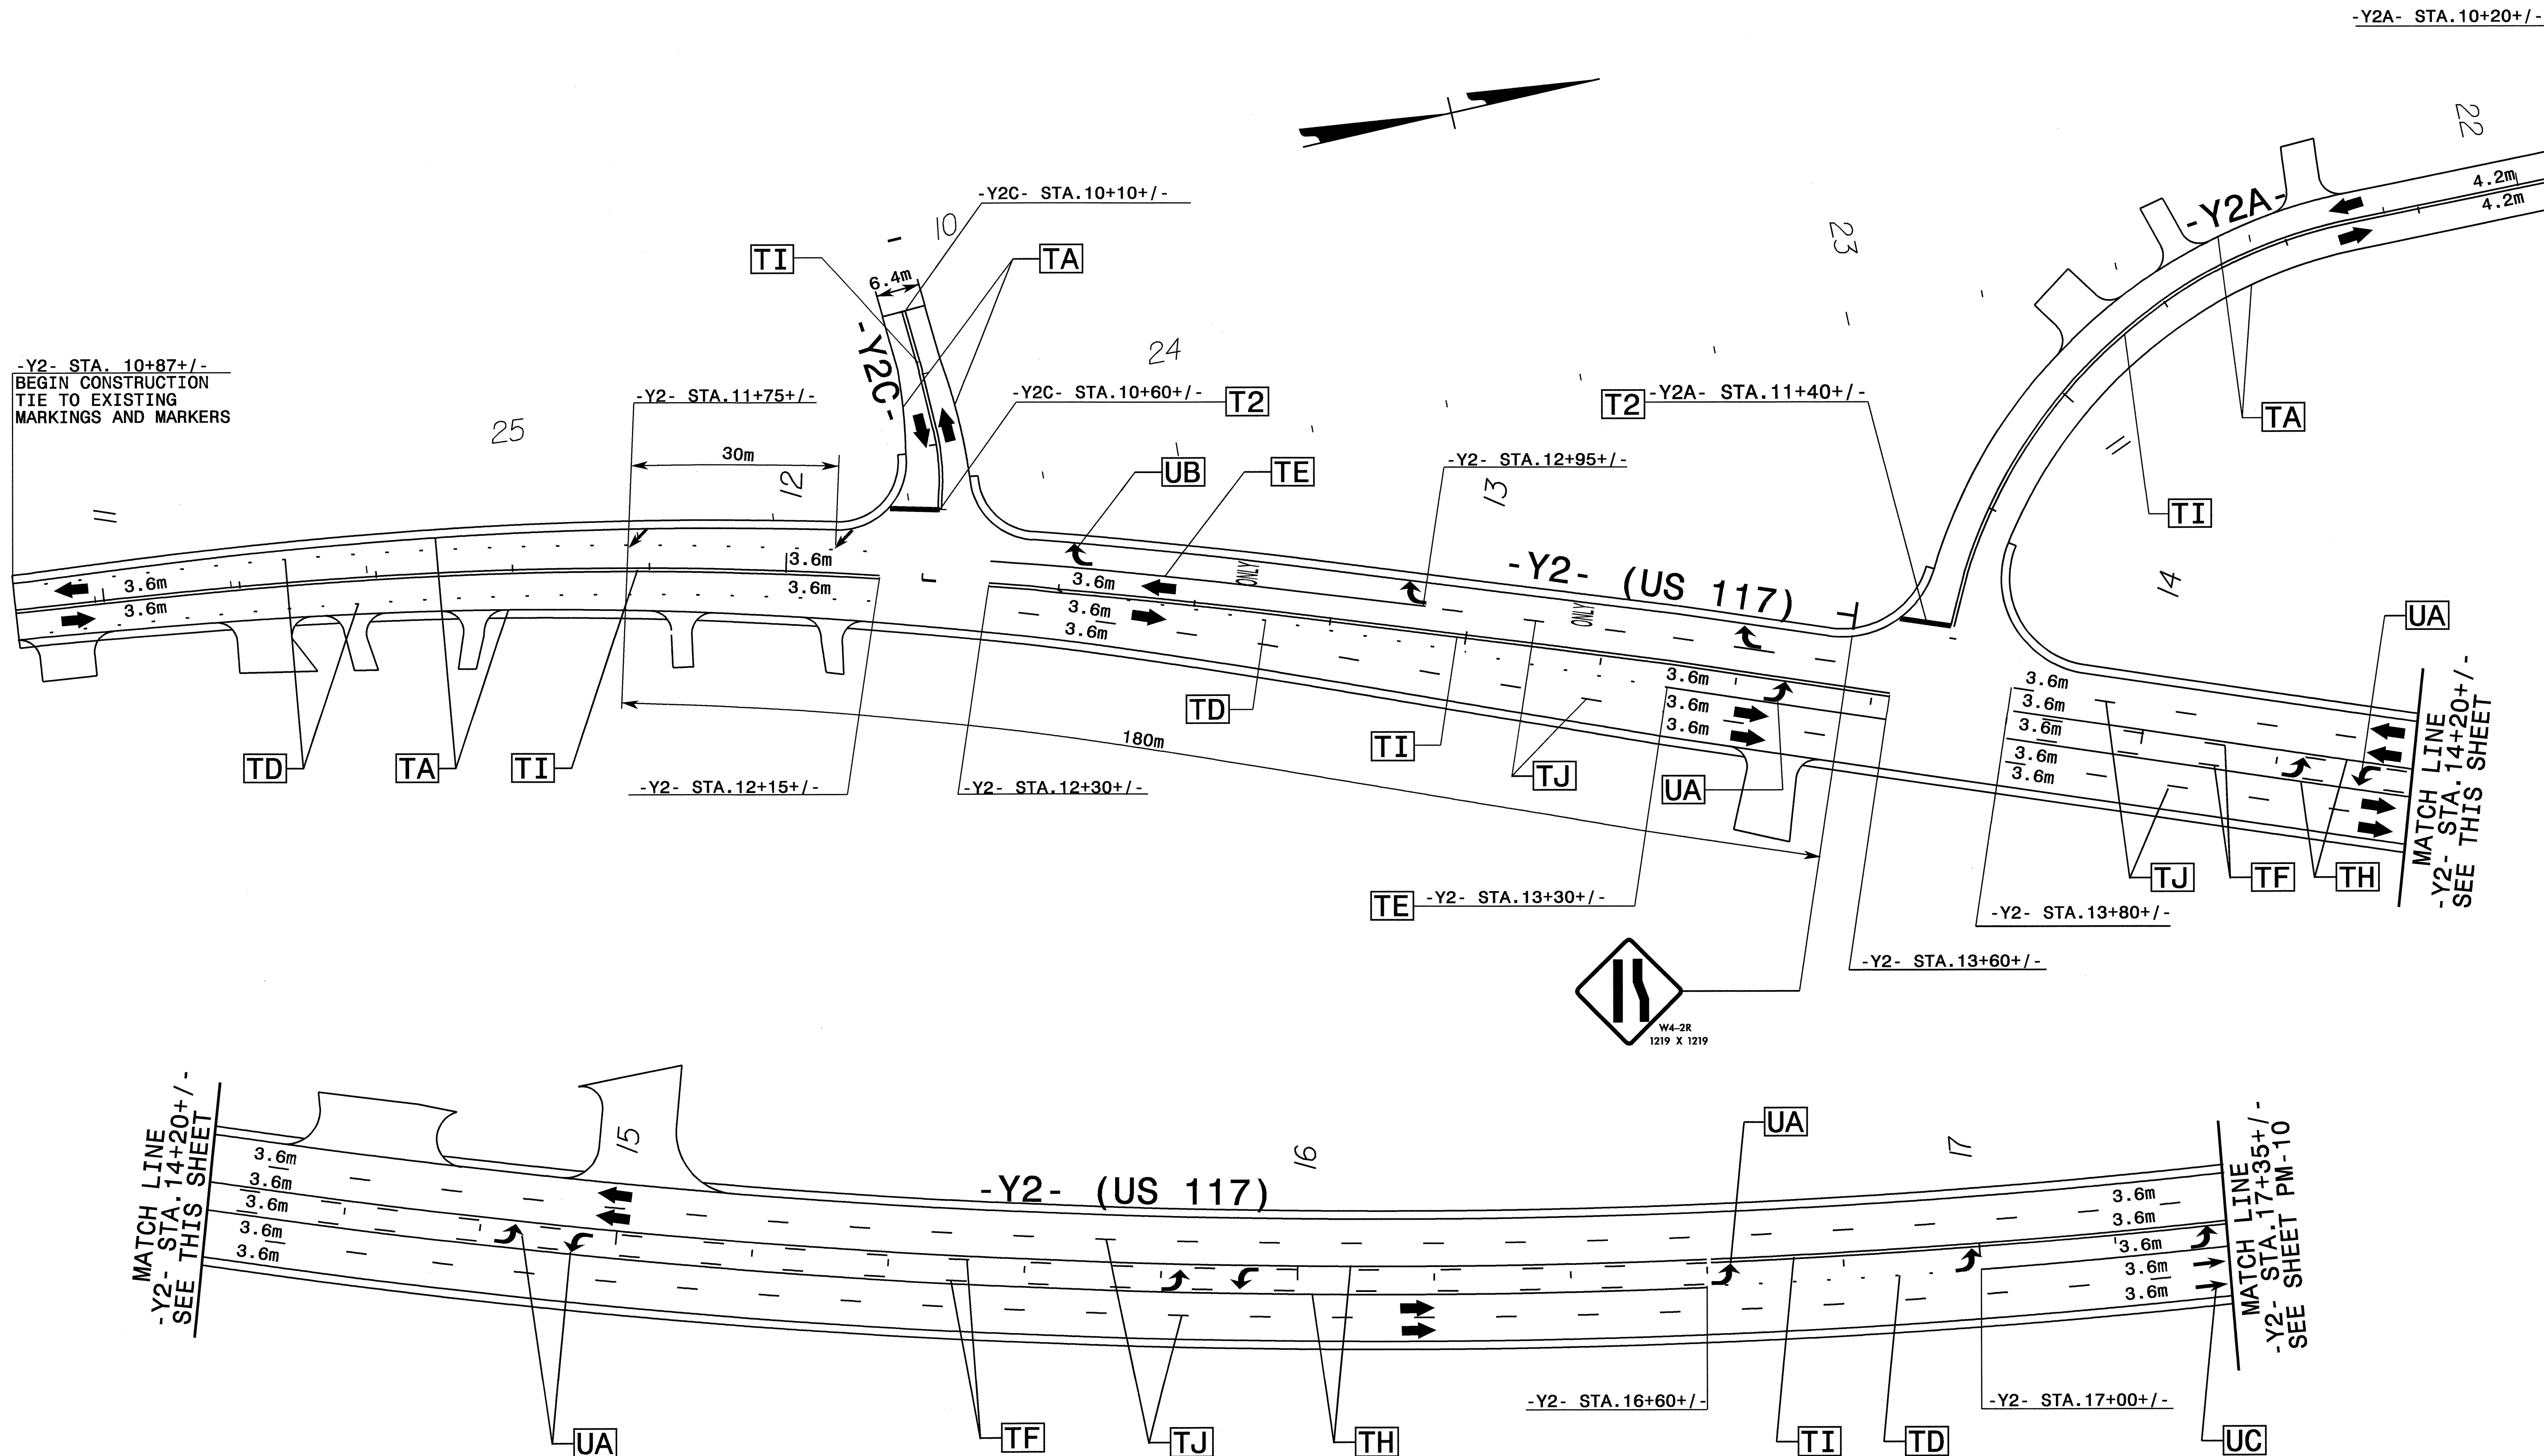 -Y2A- STA.10+20+/-
22
-Y2C- STA.10+10+/-
10
TI
TA
6.4m
-Y2C-
24
23
-Y2A-
4.2m
4.2m
-Y2- STA. 10+87+/-
BEGIN CONSTRUCTION
TIE TO EXISTING
MARKINGS AND MARKERS
25
-Y2- STA.11+75+/-
30m
12
11
-Y2C- STA.10+60+/-
T2
T2
-Y2A- STA.11+40+/-
TA
11
TI
UB
TE
-Y2- STA.12+95+/-
13
14
3.6m
3.6m
3.6m
3.6m
3.6m
3.6m
3.6m
ONLY
ONLY
-Y2- (US 117)
UA
3.6m
3.6m
3.6m
3.6m
3.6m
3.6m
3.6m
3.6m
TD
TA
TI
TD
180m
TI
TJ
UA
-Y2- STA.12+15+/-
-Y2- STA.12+30+/-
TE
-Y2- STA.13+30+/-
TJ
TF
TH
-Y2- STA.13+80+/-
-Y2- STA.13+60+/-
MATCH LINE
-Y2- STA.14+20+/-
SEE THIS SHEET
W4-2R
1219 X 1219
MATCH LINE
-Y2- STA.14+20+/-
SEE THIS SHEET
3.6m
3.6m
3.6m
3.6m
3.6m
15
-Y2- (US 117)
16
UA
17
3.6m
3.6m
3.6m
3.6m
3.6m
MATCH LINE
-Y2- STA.17+35+/-
SEE SHEET PM-10
-Y2- STA.16+60+/-
-Y2- STA.17+00+/-
UA
TF
TJ
TH
TI
TD
UC